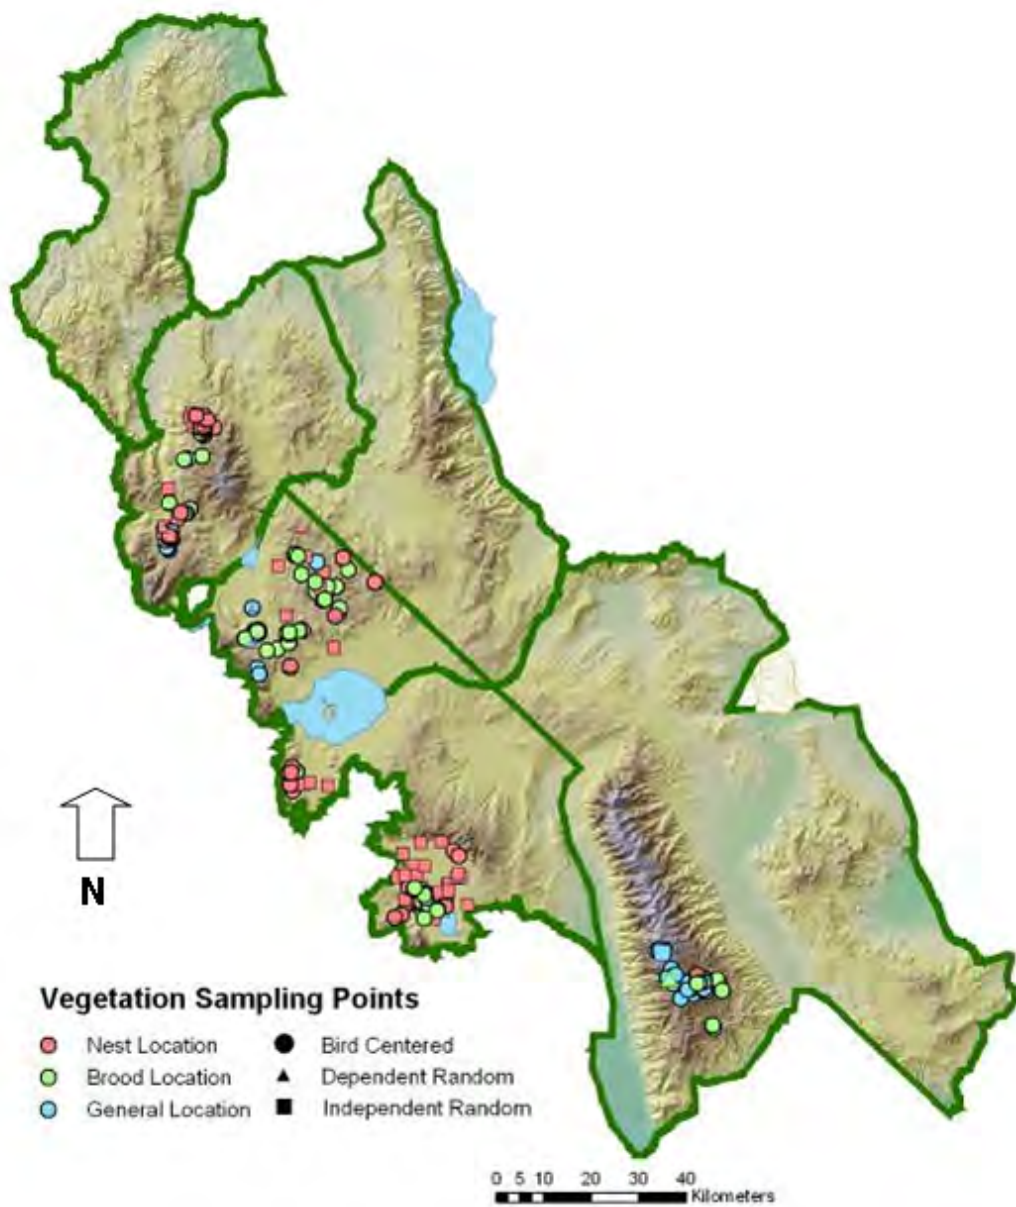 N
Vegetation Sampling Points
Nest Location Bird Centered
Brood Location Dependent Random
General Location Independent Random
0 5 10 20 30 40
Kilometers